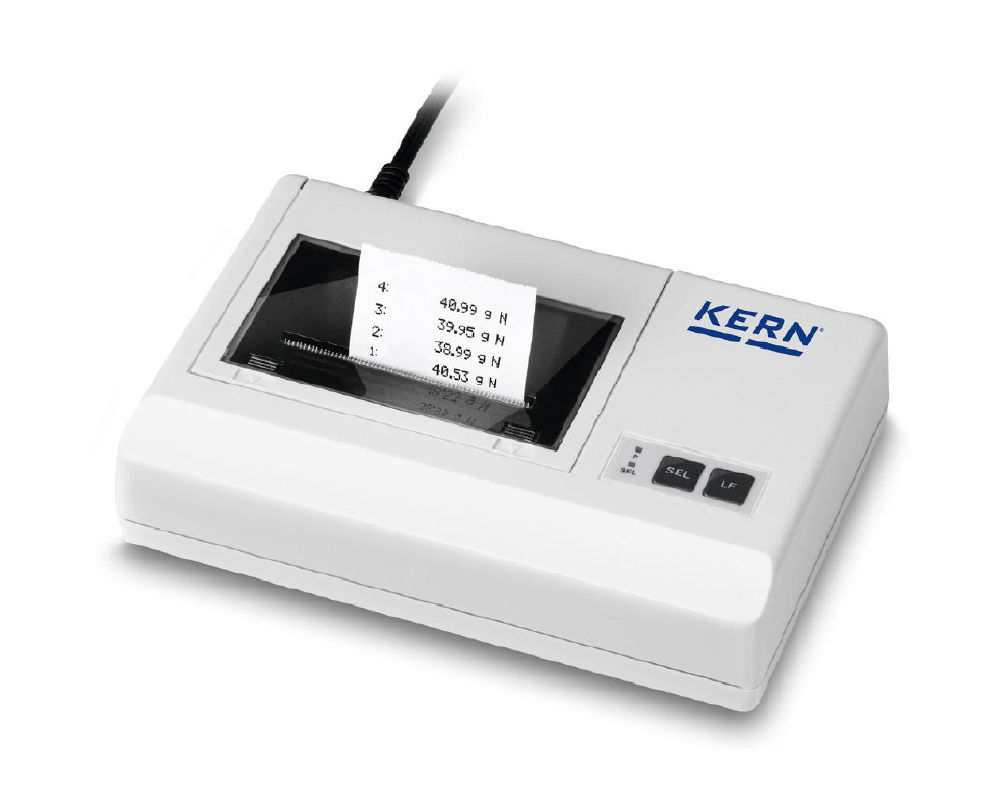 4: 40.99 g N
3: 39.95 g N
2: 38.99 g N
1: 40.53 g N
KERN
P
SEL
SEL
LF